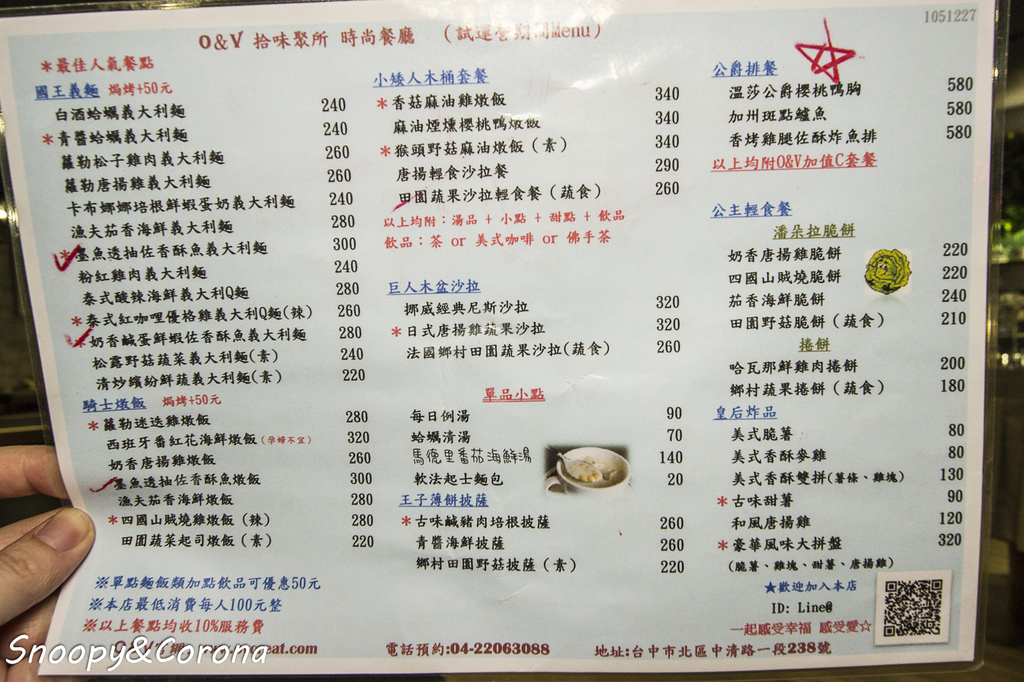 1051227
O&V 拾味聚所 時尚餐廳 (試運營期間Menu)
*最佳人氣餐點
國王義麵 焗烤+50元
白酒蛤蠣義大利麵 240
*青醬蛤蠣義大利麵 240
蘿勒松子雞肉義大利麵 260
蘿勒唐揚雞義大利麵 260
卡布娜娜培根鮮蝦蛋奶義大利麵 240
漁夫茄香海鮮義大利麵 280
*墨魚透抽佐香酥魚義大利麵 300
粉紅雞肉義大利麵 240
泰式酸辣海鮮義大利Q麵 280
*泰式紅咖哩優格雞義大利Q麵(辣) 260
*奶香鹹蛋鮮蝦佐香酥魚義大利麵 280
松露野菇蔬菜義大利麵(素) 240
清炒繽紛鮮蔬義大利麵(素) 220
騎士燉飯 焗烤+50元
*蘿勒迷迭雞燉飯 280
西班牙番紅花海鮮燉飯(孕婦不宜) 320
奶香唐揚雞燉飯 260
墨魚透抽佐香酥魚燉飯 300
漁夫茄香海鮮燉飯 280
*四國山賊燒雞燉飯 (辣) 280
田園蔬菜起司燉飯 (素) 220
※單點麵飯類加點飲品可優惠50元
※本店最低消費每人100元整
※以上餐點均收10%服務費
小矮人木桶套餐
*香菇麻油雞燉飯 340
麻油煙燻櫻桃鴨燉飯 340
*猴頭野菇麻油燉飯 (素) 340
唐揚輕食沙拉餐 290
田園蔬果沙拉輕食餐 (蔬食) 260
以上均附:湯品 + 小點 + 甜點 + 飲品
飲品:茶 or 美式咖啡 or 佛手茶
巨人木盆沙拉
挪威經典尼斯沙拉 320
*日式唐揚雞蔬果沙拉 320
法國鄉村田園蔬果沙拉(蔬食) 260
單品小點
每日例湯 90
蛤蠣清湯 70
馬德里番茄海鮮湯 140
軟法起士麵包 20
王子薄餅披薩
*古味鹹豬肉培根披薩 260
青醬海鮮披薩 260
鄉村田園野菇披薩 (素) 220
公爵排餐
溫莎公爵櫻桃鴨胸 580
加州斑點鱸魚 580
香烤雞腿佐酥炸魚排 580
以上均附O&V加值C套餐
公主輕食餐
潘朵拉脆餅
奶香唐揚雞脆餅 220
四國山賊燒脆餅 220
茄香海鮮脆餅 240
田園野菇脆餅 (蔬食) 210
捲餅
哈瓦那鮮雞肉捲餅 200
鄉村蔬果捲餅 (蔬食) 180
皇后炸品
美式脆薯 80
美式香酥麥雞 80
美式香酥雙拼(薯條、雞塊) 130
*古味甜薯 90
和風唐揚雞 120
*豪華風味大拼盤 320
(脆薯、雞塊、甜薯、唐揚雞)
★歡迎加入本店
ID: Line@
一起感受幸福 感受愛☆
電話預約:04-22063088
地址:台中市北區中清路一段238號
Snoopy&Corona